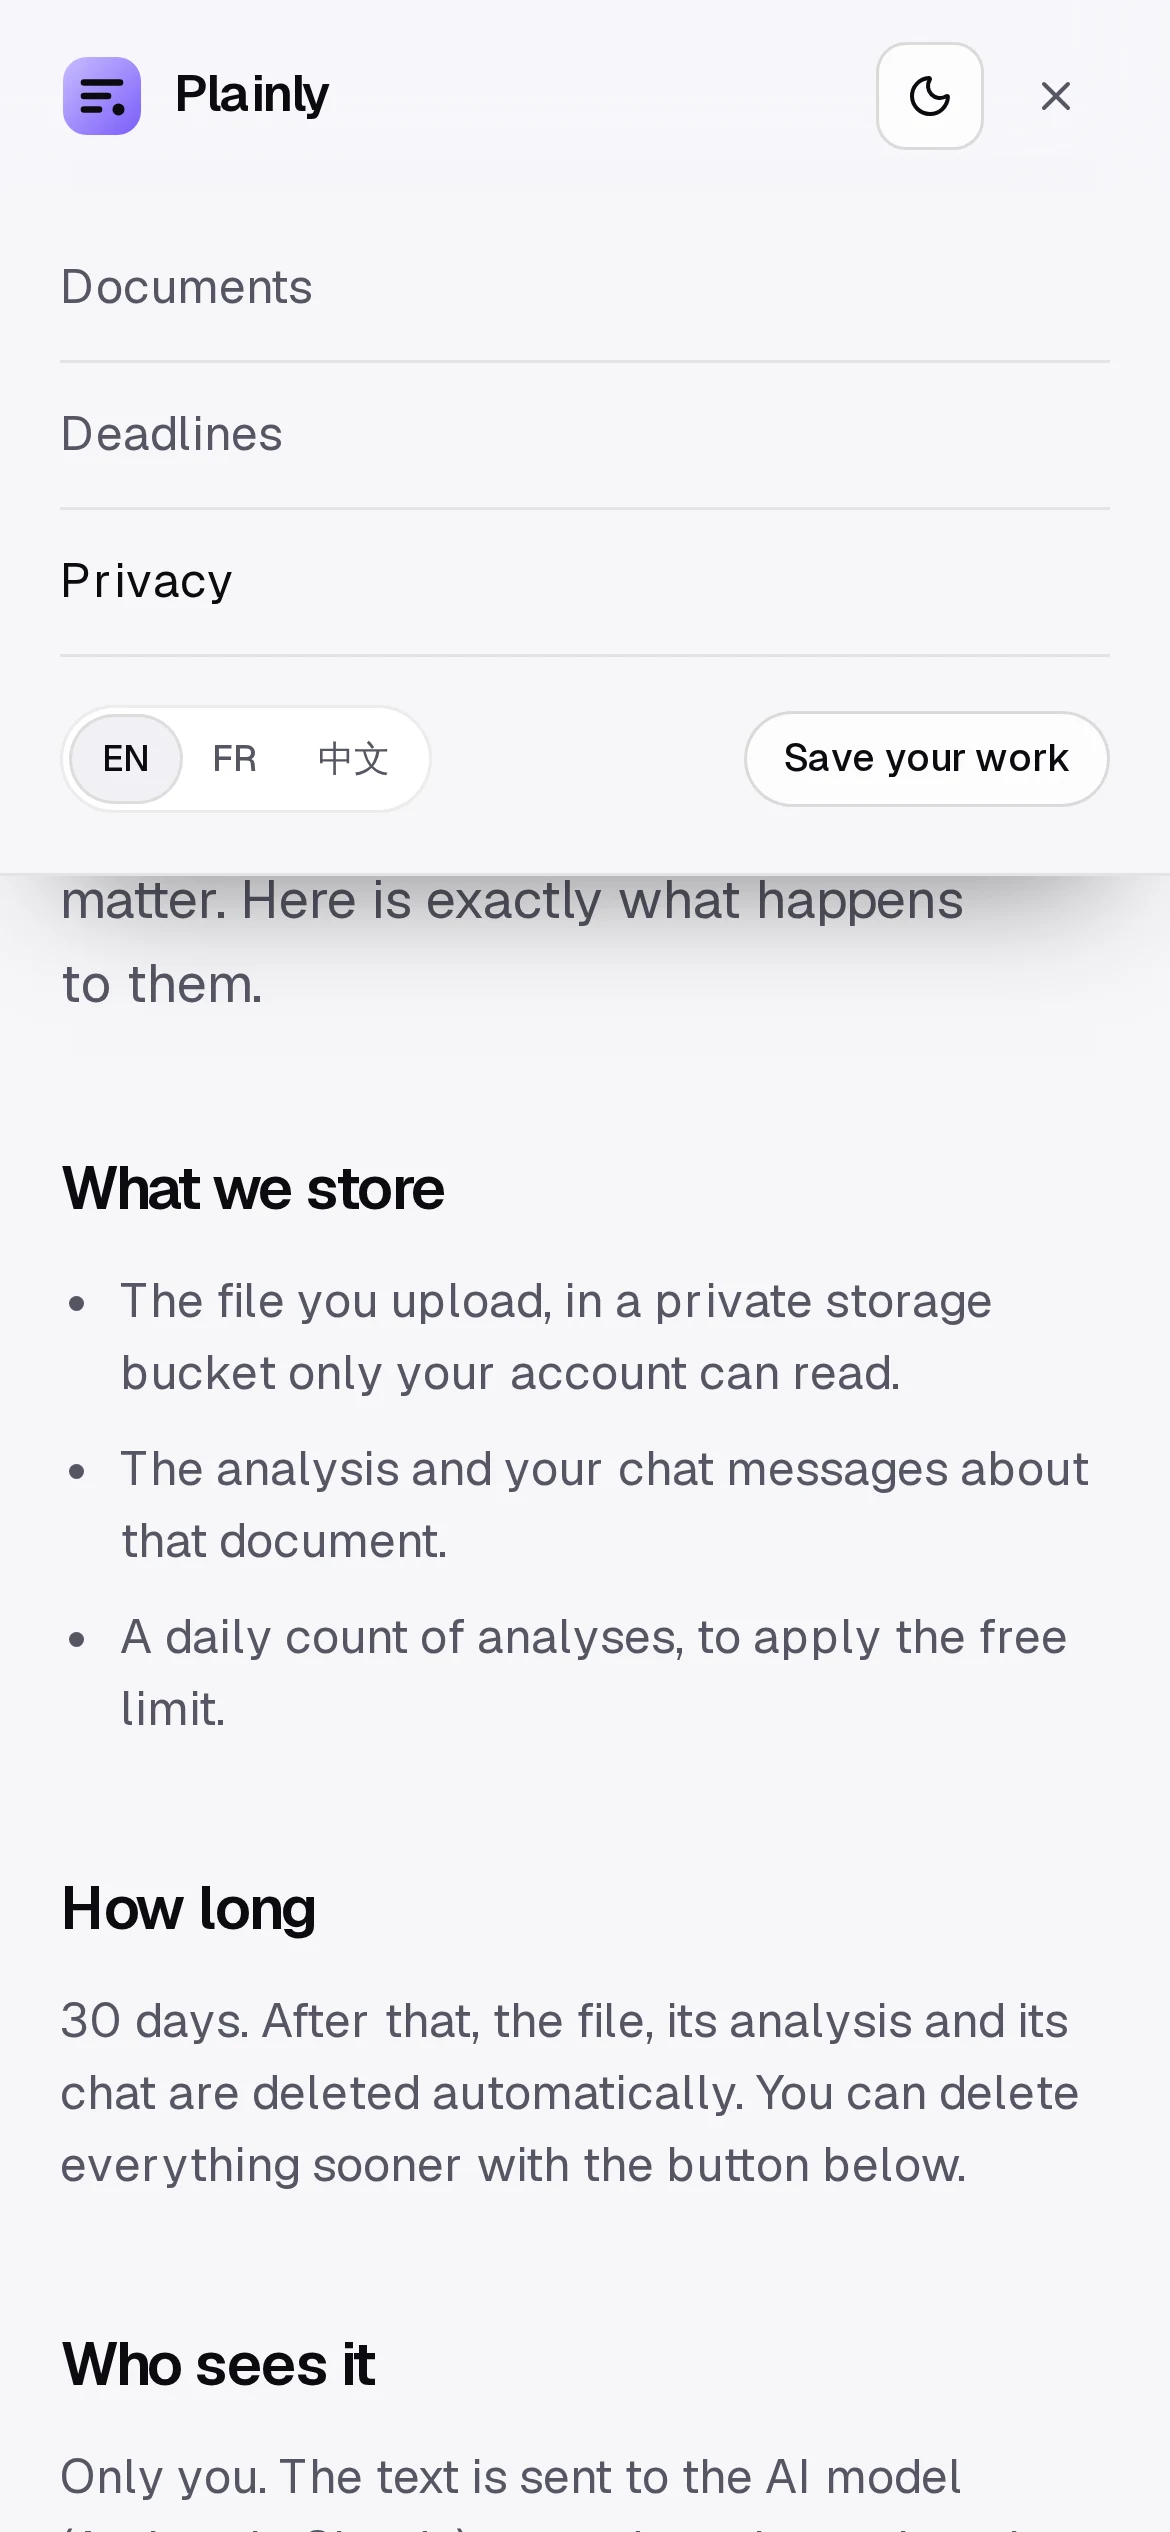 Plainly
Documents
Deadlines
Privacy
EN FR 中文 Save your work
matter. Here is exactly what happens
to them.
What we store
• The file you upload, in a private storage
bucket only your account can read.
• The analysis and your chat messages about
that document.
• A daily count of analyses, to apply the free
limit.
How long
30 days. After that, the file, its analysis and its
chat are deleted automatically. You can delete
everything sooner with the button below.
Who sees it
Only you. The text is sent to the AI model